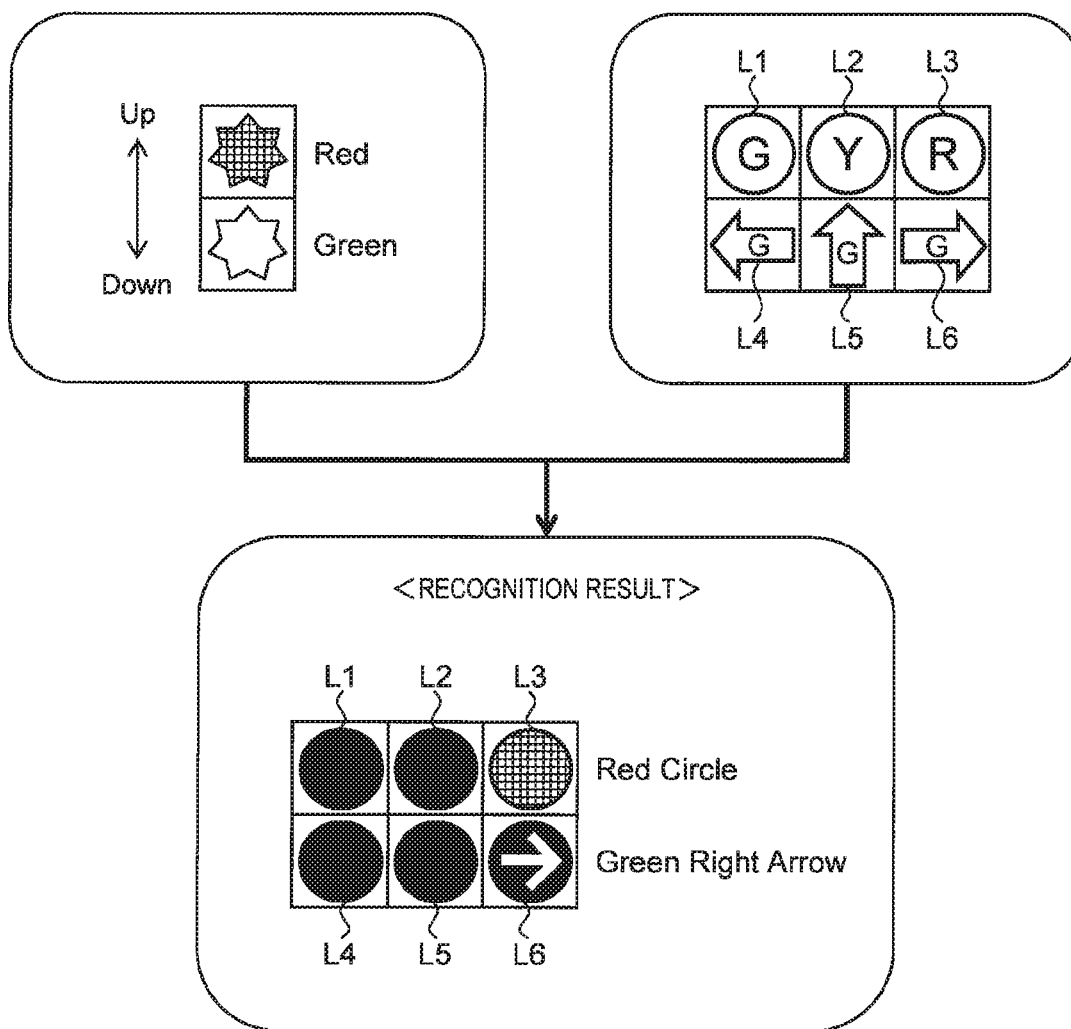 Up
Red
Green
Down
L1 L2 L3
G Y R
G G G
L4 L5 L6
<RECOGNITION RESULT>
L1 L2 L3
Red Circle
Green Right Arrow
L4 L5 L6